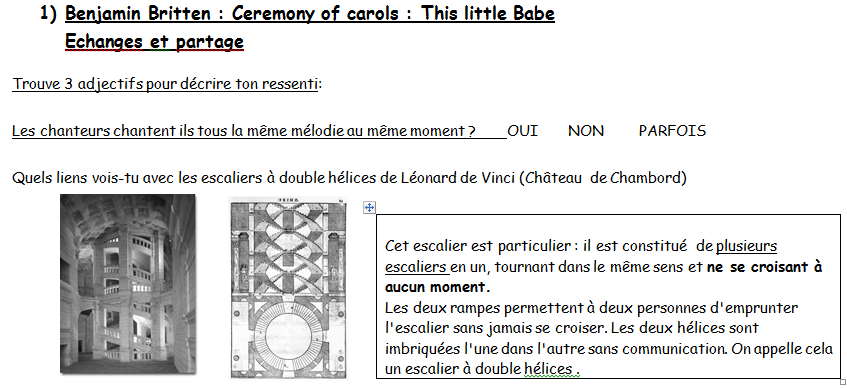 1) Benjamin Britten : Ceremony of carols : This little Babe
Echanges et partage
Trouve 3 adjectifs pour décrire ton ressenti:
Les chanteurs chantent ils tous la même mélodie au même moment ? OUI NON PARFOIS
Quels liens vois-tu avec les escaliers à double hélices de Léonard de Vinci (Château de Chambord)
Cet escalier est particulier : il est constitué de plusieurs
escaliers en un, tournant dans le même sens et ne se croisant à
aucun moment.
Les deux rampes permettent à deux personnes d'emprunter
l'escalier sans jamais se croiser. Les deux hélices sont
imbriquées l'une dans l'autre sans communication. On appelle cela
un escalier à double hélices .